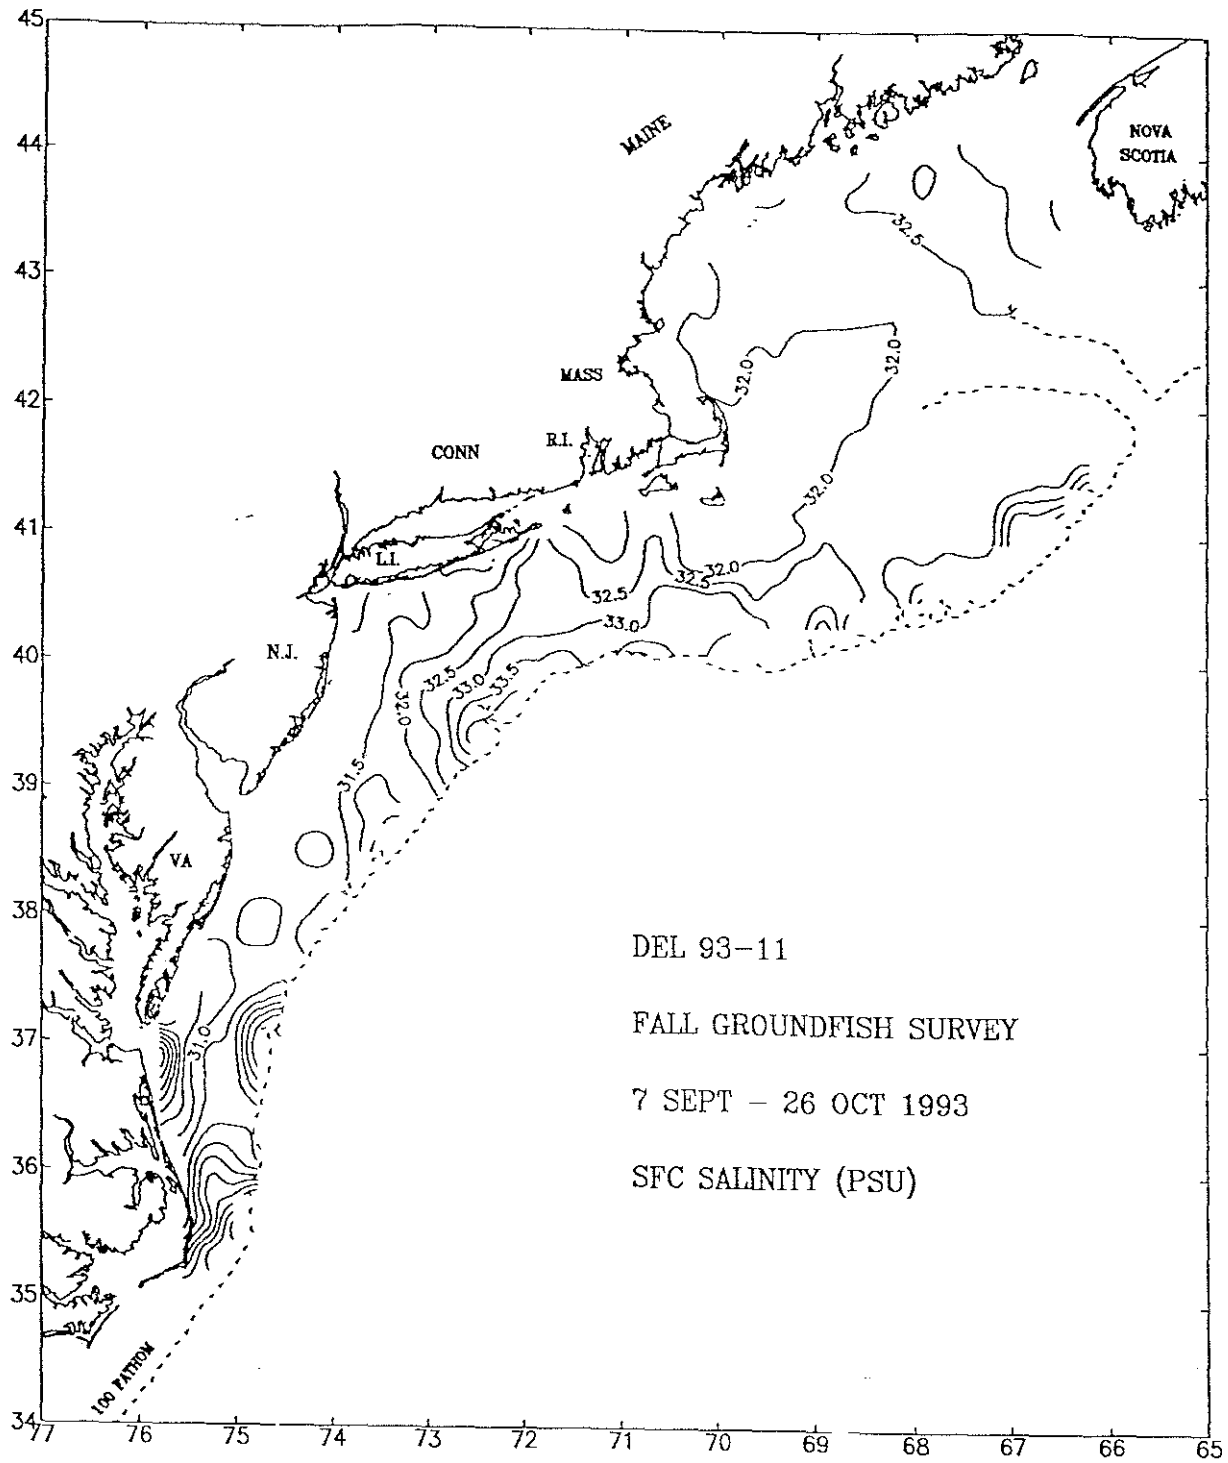 45
44
43
42
41
40
39
38
37
36
35
34
77
76
75
74
73
72
71
70
69
68
67
66
65
MAINE
NOVA
SCOTIA
32.5
MASS
32.0
32.0
R.I.
CONN
32.0
L.I.
32.0
32.5
32.5
33.0
N.J.
32.5
33.0
33.5
32.0
31.5
VA
31.0
100 FATHOM
DEL 93-11
FALL GROUNDFISH SURVEY
7 SEPT - 26 OCT 1993
SFC SALINITY (PSU)